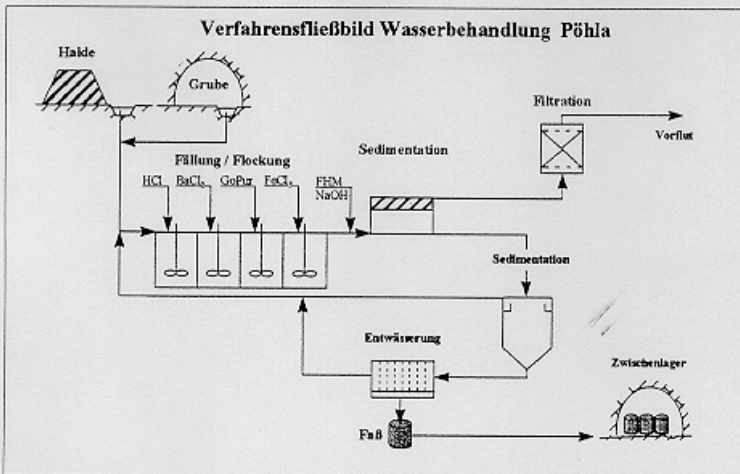 Verfahrensfließbild Wasserbehandlung Pöhla
Halde
Grube
Filtration
Vorflut
Sedimentation
Fällung / Flockung
HCl BaCl₂ GoPur FeCl₃ FHM
NaOH
Sedimentation
Entwässerung
Zwischenlager
Faß